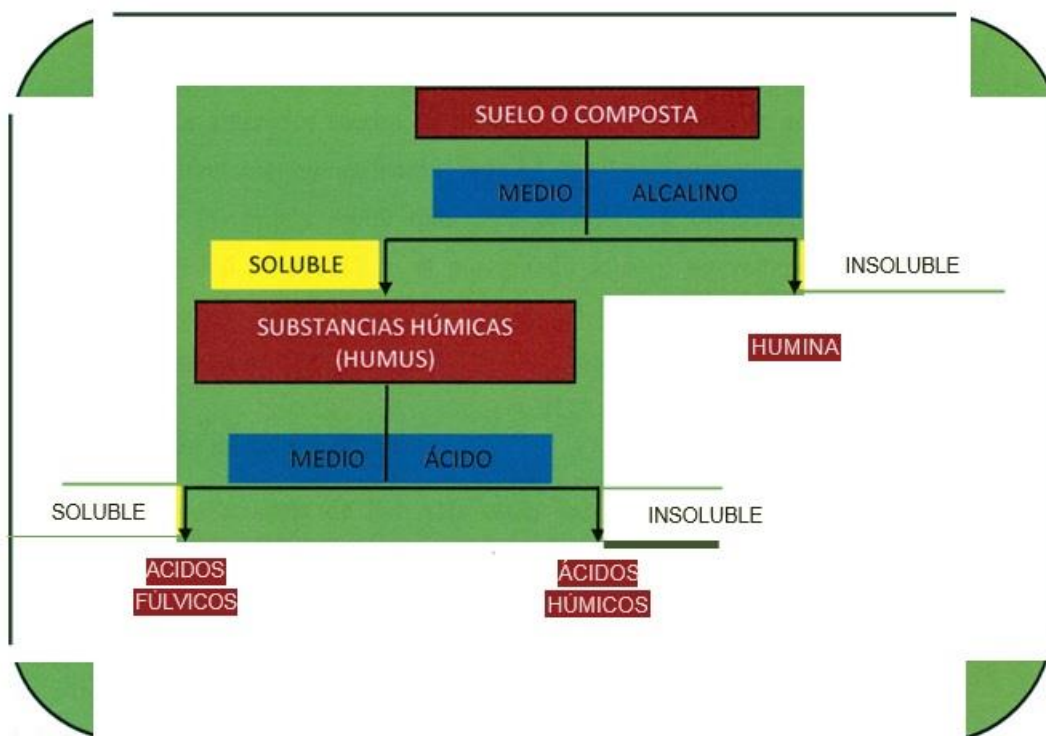 SUELO O COMPOSTA
MEDIO ALCALINO
SOLUBLE
INSOLUBLE
SUBSTANCIAS HÚMICAS
(HUMUS)
HUMINA
MEDIO ÁCIDO
SOLUBLE
INSOLUBLE
ACIDOS
FÚLVICOS
ÁCIDOS
HÚMICOS